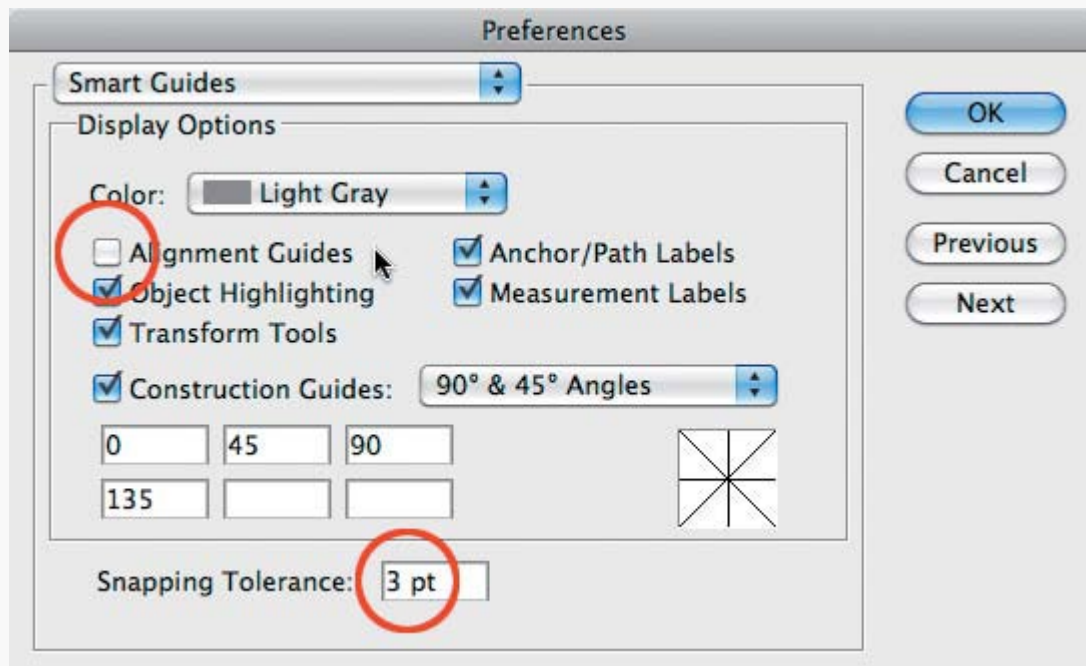 Preferences
Smart Guides
Display Options
Color: Light Gray
Alignment Guides
Anchor/Path Labels
Object Highlighting
Measurement Labels
Transform Tools
Construction Guides: 90° & 45° Angles
0 45 90
135
Snapping Tolerance: 3 pt
OK
Cancel
Previous
Next